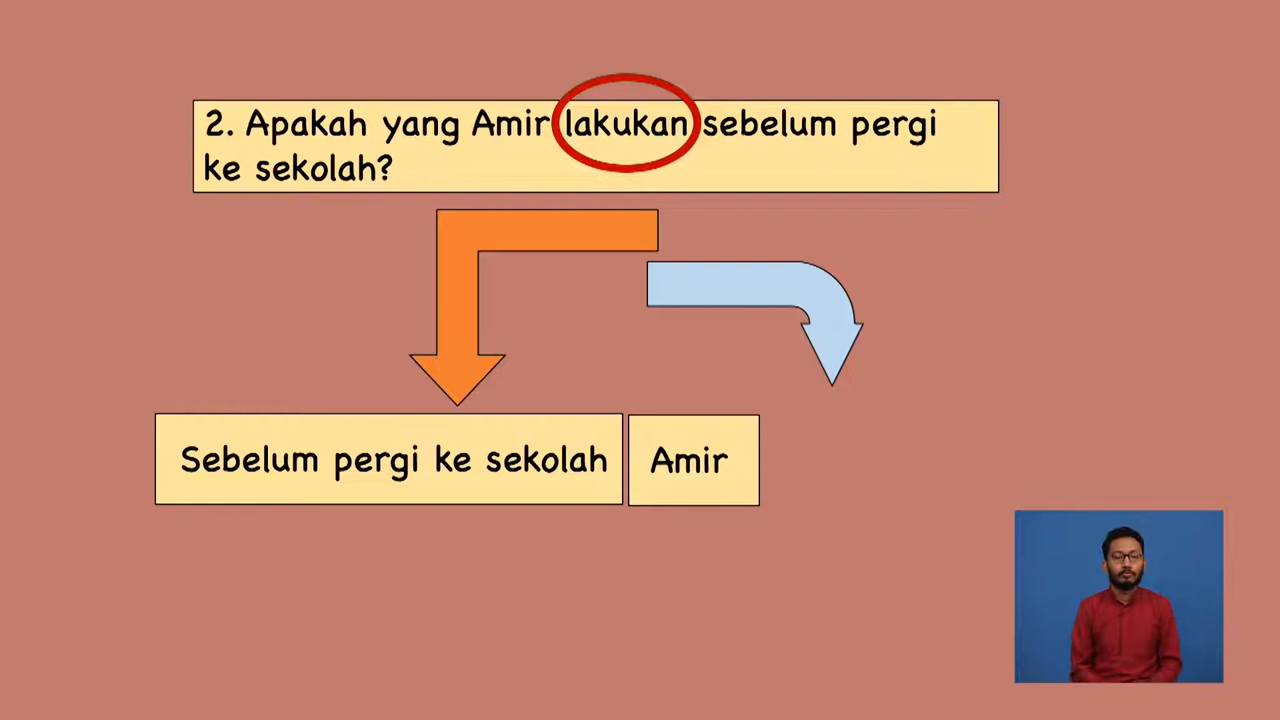 2. Apakah yang Amir lakukan sebelum pergi
ke sekolah?
Sebelum pergi ke sekolah
Amir